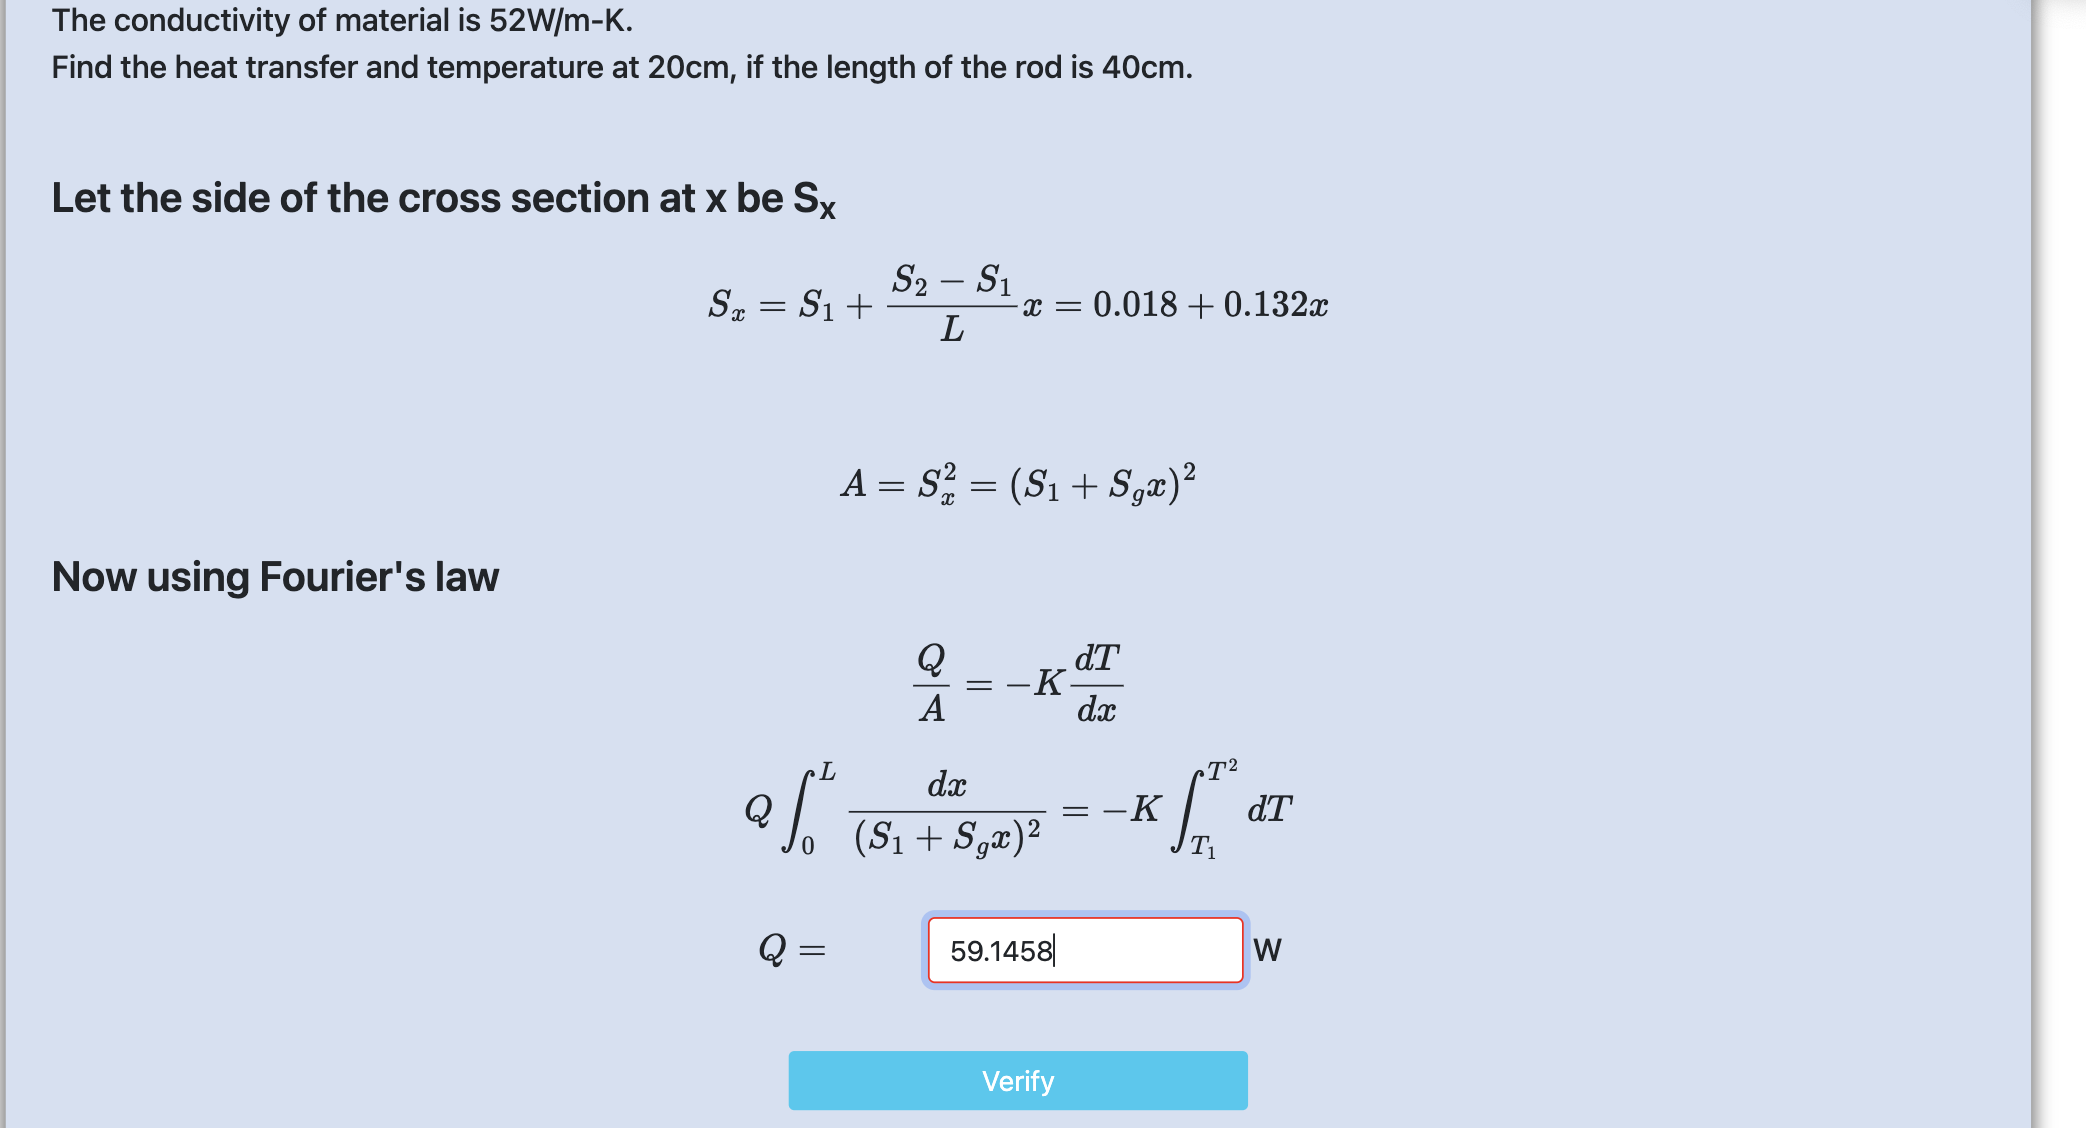 The conductivity of material is 52W/m-K.
Find the heat transfer and temperature at 20cm, if the length of the rod is 40cm.
Let the side of the cross section at x be Sₓ
$S_x = S_1 + \frac{S_2 - S_1}{L}x = 0.018 + 0.132x$
$A = S_x^2 = (S_1 + S_g x)^2$
Now using Fourier's law
$\frac{Q}{A} = -K\frac{dT}{dx}$
$Q\int_0^L \frac{dx}{(S_1 + S_g x)^2} = -K\int_{T_1}^{T^2} dT$
Q = 59.1458 W
Verify